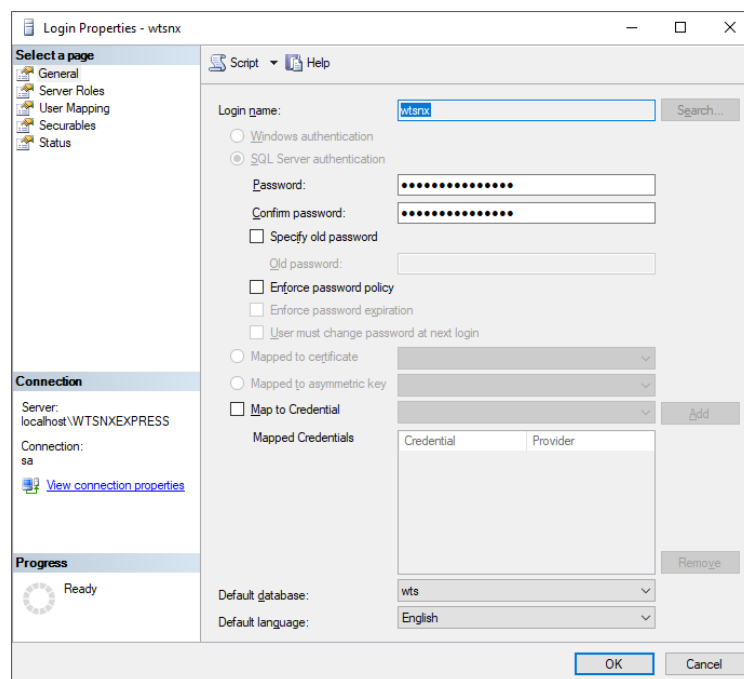 Login Properties - wtsnx
Select a page
General
Server Roles
User Mapping
Securables
Status
Script
Help
Login name:
wtsnx
Search...
Windows authentication
SQL Server authentication
Password:
●●●●●●●●●●●●●●●
Confirm password:
●●●●●●●●●●●●●●●
Specify old password
Old password:
Enforce password policy
Enforce password expiration
User must change password at next login
Mapped to certificate
Mapped to asymmetric key
Map to Credential
Add
Mapped Credentials
Credential
Provider
Remove
Default database:
wts
Default language:
English
Connection
Server:
localhost\WTSNXEXPRESS
Connection:
sa
View connection properties
Progress
Ready
OK
Cancel